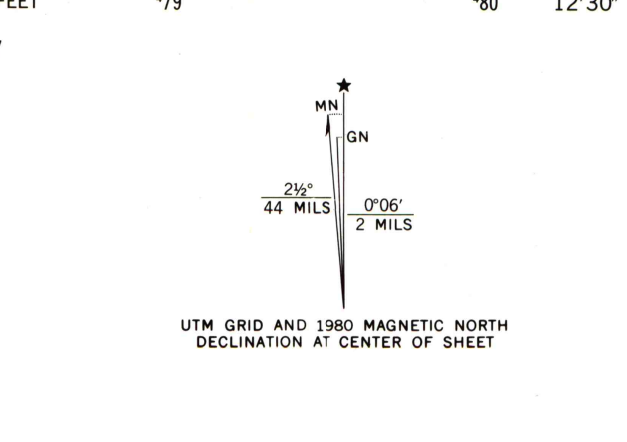 FEET 79 80 12'30"
MN
GN
2½°
44 MILS
0°06'
2 MILS
UTM GRID AND 1980 MAGNETIC NORTH
DECLINATION AT CENTER OF SHEET